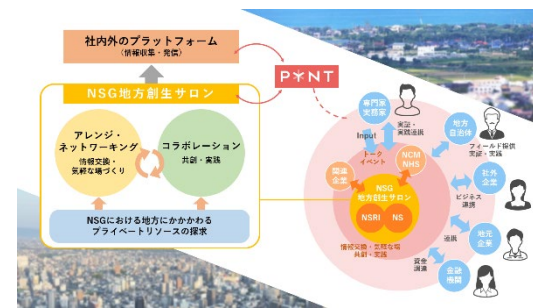 社内外のプラットフォーム
(情報収集・発信)
NSG地方創生サロン
アレンジ・
ネットワーキング
情報交換・
気軽な場づくり
コラボレーション
共創・実践
NSGにおける地方にかかわる
プライベートリソースの探求
PYNT
専門家
実務家
実証・
実践連携
Input
トーク
イベント
関連
企業
NCM
NHS
NSG
地方創生サロン
NSRI
NS
情報交換・気軽な場
共創・実践
地方
自治体
フィールド提供
実証・実践
社外
企業
ビジネス
連携
地元
企業
連携
資金
調達
金融
機関